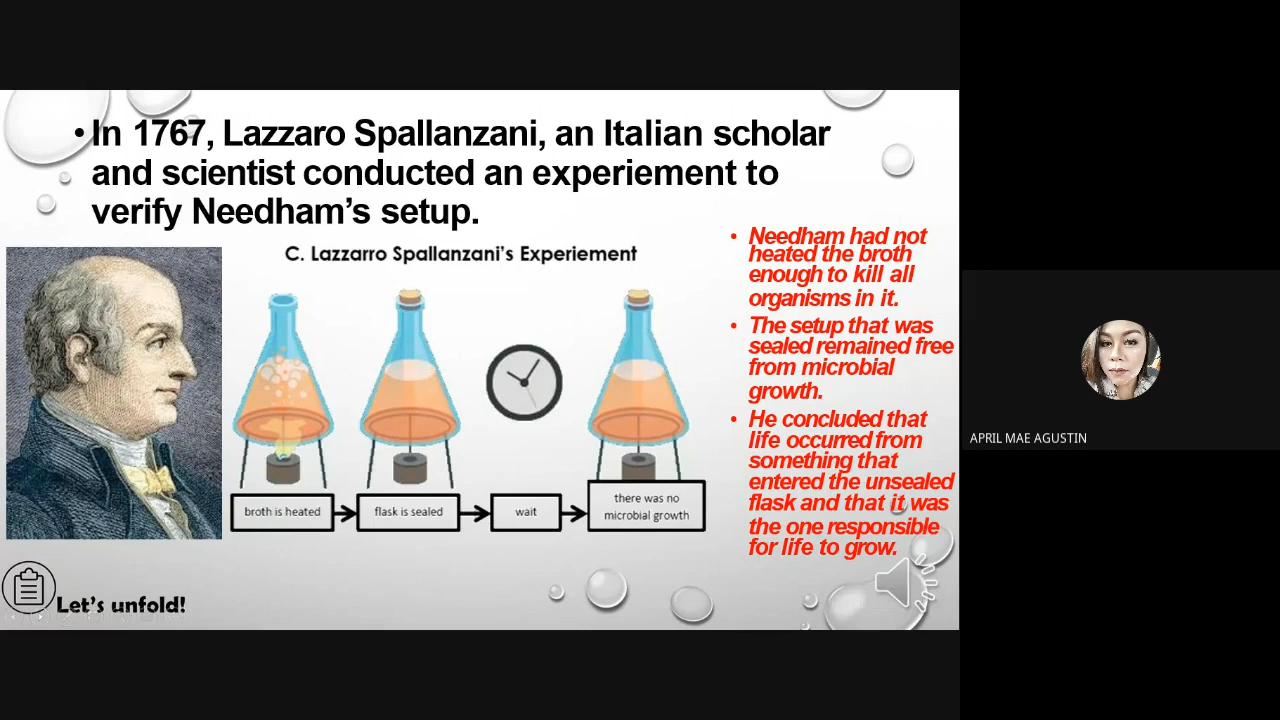 • In 1767, Lazzaro Spallanzani, an Italian scholar
and scientist conducted an experiement to
verify Needham's setup.
C. Lazzarro Spallanzani's Experiement
broth is heated
flask is sealed
wait
there was no
microbial growth
• Needham had not
heated the broth
enough to kill all
organisms in it.
• The setup that was
sealed remained free
from microbial
growth.
• He concluded that
life occurred from
something that
entered the unsealed
flask and that it was
the one responsible
for life to grow.
Let's unfold!
APRIL MAE AGUSTIN